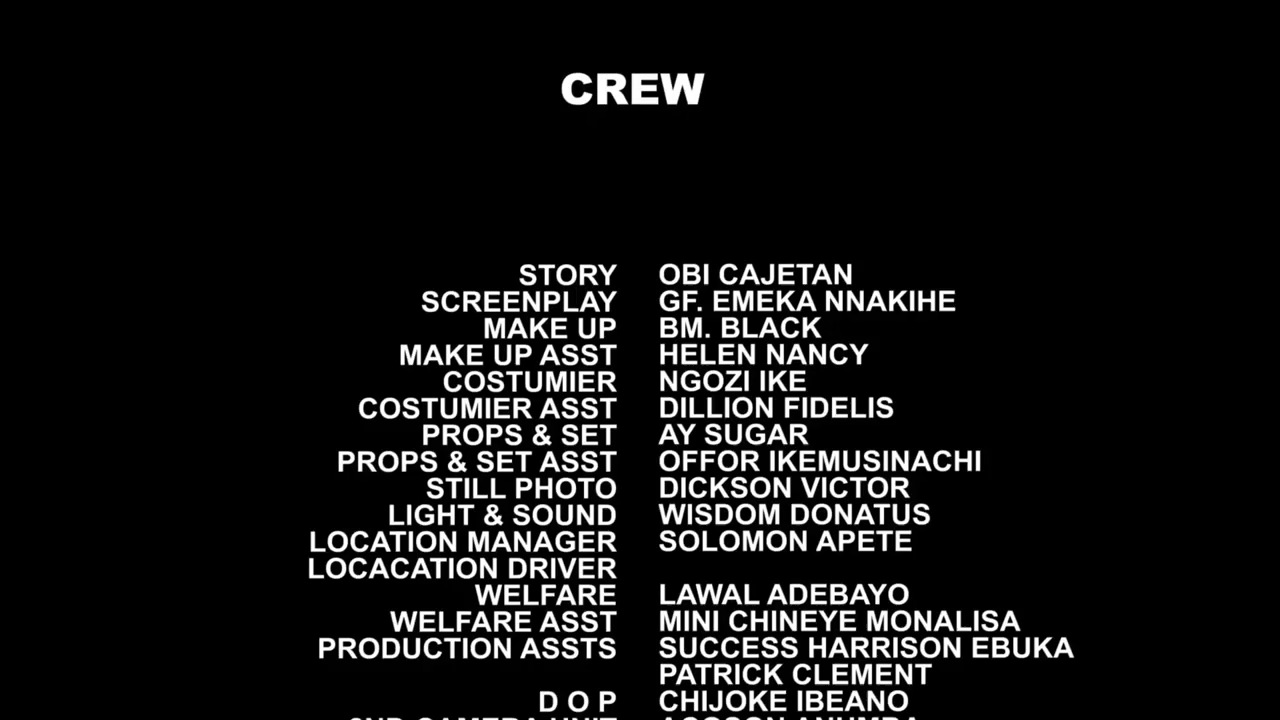 CREW
STORY OBI CAJETAN
SCREENPLAY GF. EMEKA NNAKIHE
MAKE UP BM. BLACK
MAKE UP ASST HELEN NANCY
COSTUMIER NGOZI IKE
COSTUMIER ASST DILLION FIDELIS
PROPS & SET AY SUGAR
PROPS & SET ASST OFFOR IKEMUSINACHI
STILL PHOTO DICKSON VICTOR
LIGHT & SOUND WISDOM DONATUS
LOCATION MANAGER SOLOMON APETE
LOCACATION DRIVER
WELFARE LAWAL ADEBAYO
WELFARE ASST MINI CHINEYE MONALISA
PRODUCTION ASSTS SUCCESS HARRISON EBUKA
PATRICK CLEMENT
D O P CHIJOKE IBEANO
2ND CAMERA UNIT